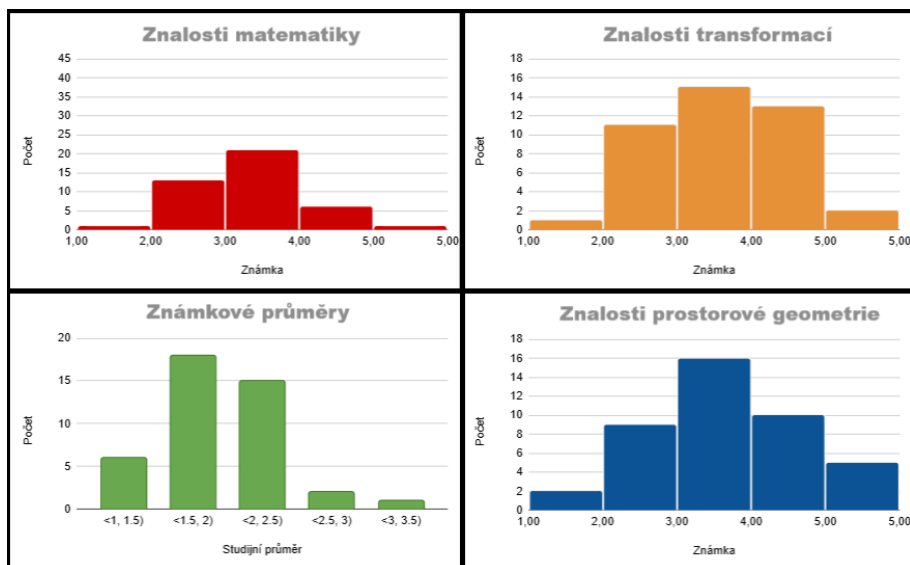 Znalosti matematiky
45
40
35
30
25
20
15
10
5
0
Počet
1,00 2,00 3,00 4,00 5,00 5,00
Známka
Znalosti transformací
18
16
14
12
10
8
6
4
2
0
Počet
1,00 2,00 3,00 4,00 5,00 5,00
Známka
Známkové průměry
20
15
10
5
0
Počet
<1, 1.5) <1.5, 2) <2, 2.5) <2.5, 3) <3, 3.5)
Studijní průměr
Znalosti prostorové geometrie
18
16
14
12
10
8
6
4
2
0
Počet
1,00 2,00 3,00 4,00 5,00 5,00
Známka